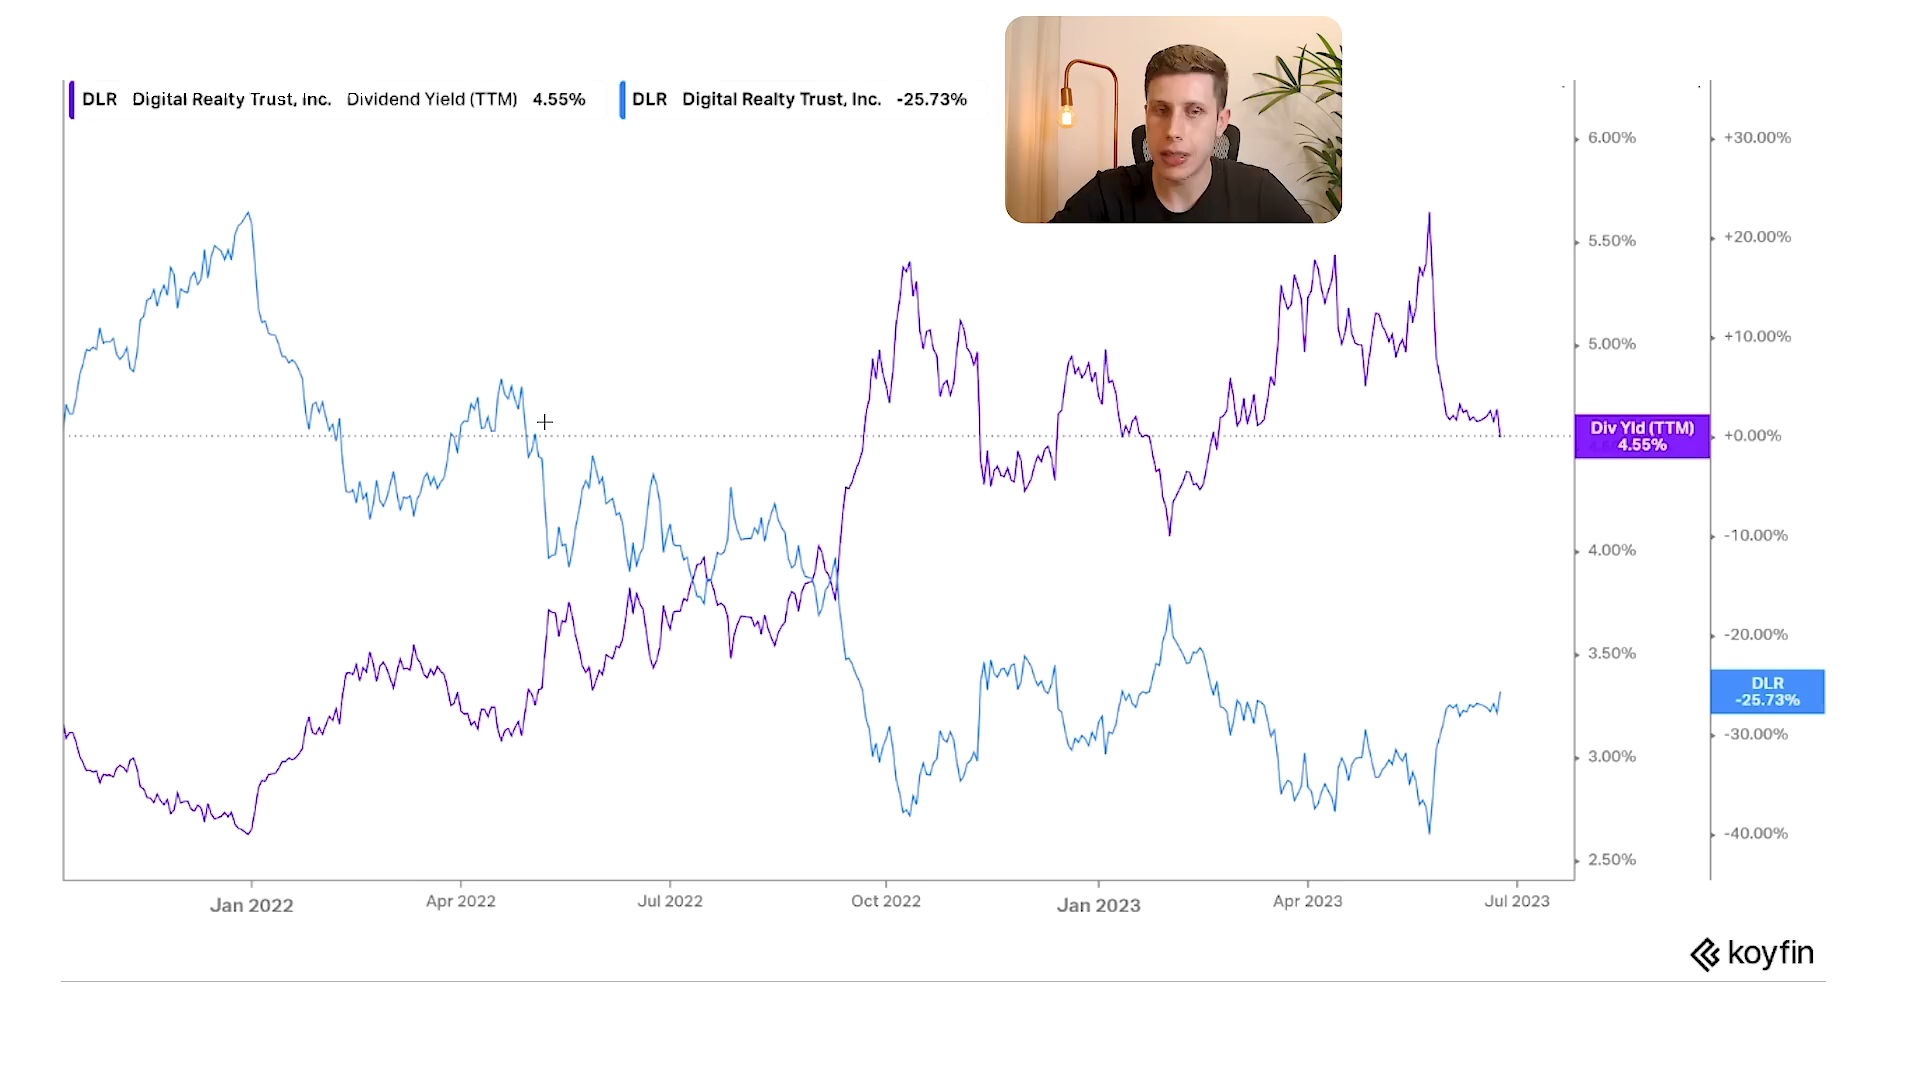 DLR Digital Realty Trust, Inc. Dividend Yield (TTM) 4.55%
DLR Digital Realty Trust, Inc. -25.73%
6.00%
5.50%
5.00%
Div Yld (TTM)
4.55%
4.00%
3.50%
3.00%
2.50%
+30.00%
+20.00%
+10.00%
+0.00%
-10.00%
-20.00%
DLR
-25.73%
-30.00%
-40.00%
Jan 2022 Apr 2022 Jul 2022 Oct 2022 Jan 2023 Apr 2023 Jul 2023
koyfin